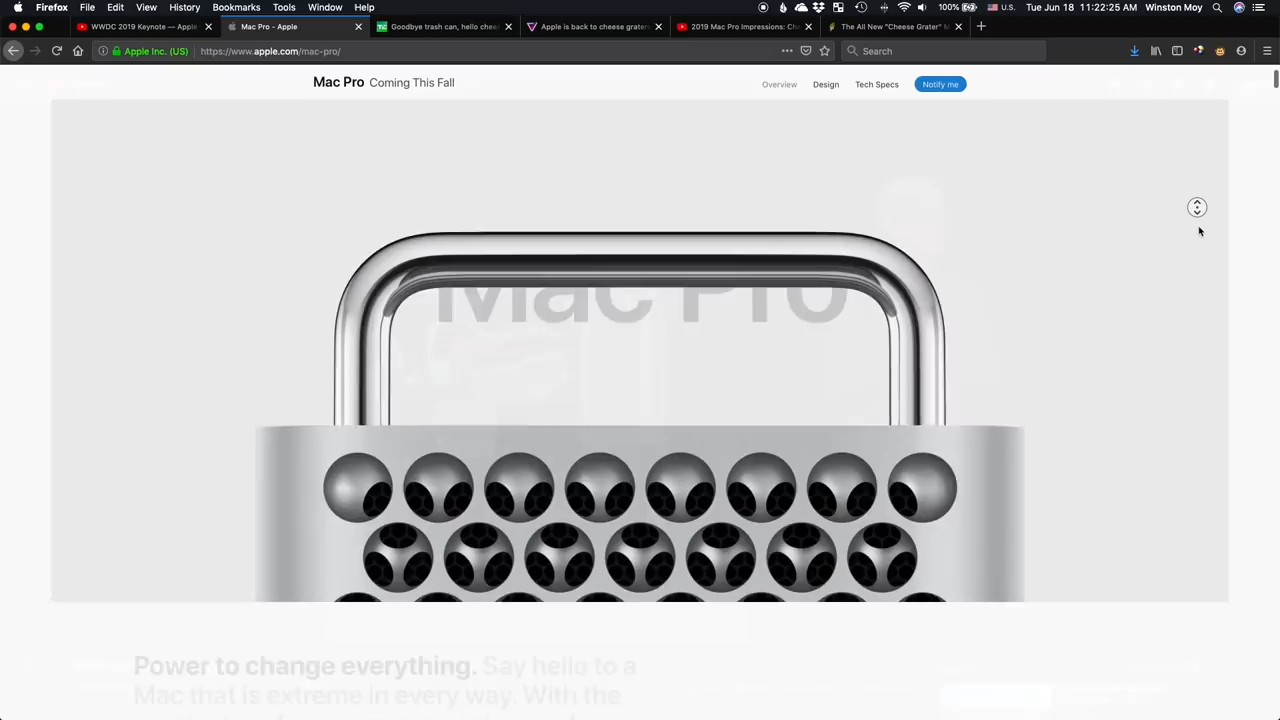 Firefox File Edit View History Bookmarks Tools Window Help 100% U.S. Tue Jun 18 11:22:25 AM Winston Moy
WWDC 2019 Keynote — Apple Mac Pro - Apple Goodbye trash can, hello chee Apple is back to cheese grater 2019 Mac Pro Impressions: Ch The All New "Cheese Grater" M
Apple Inc. (US) https://www.apple.com/mac-pro/ Search
Mac Pro Coming This Fall Overview Design Tech Specs Notify me
Mac Pro
Power to change everything. Say hello to a
Mac that is extreme in every way. With the